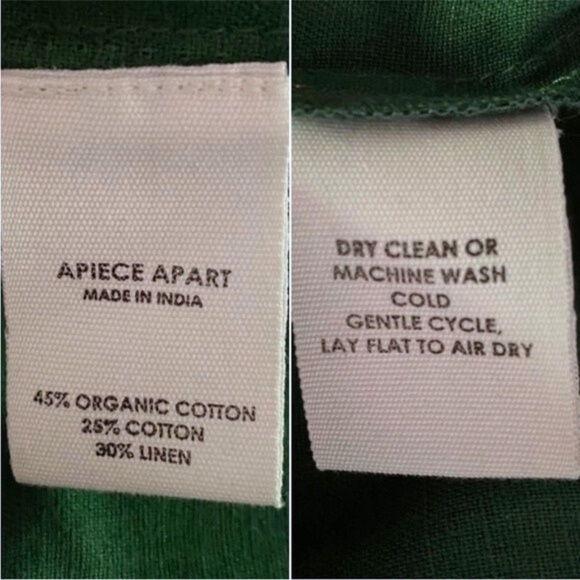 APIECE APART
MADE IN INDIA
45% ORGANIC COTTON
25% COTTON
30% LINEN
DRY CLEAN OR
MACHINE WASH
COLD
GENTLE CYCLE,
LAY FLAT TO AIR DRY